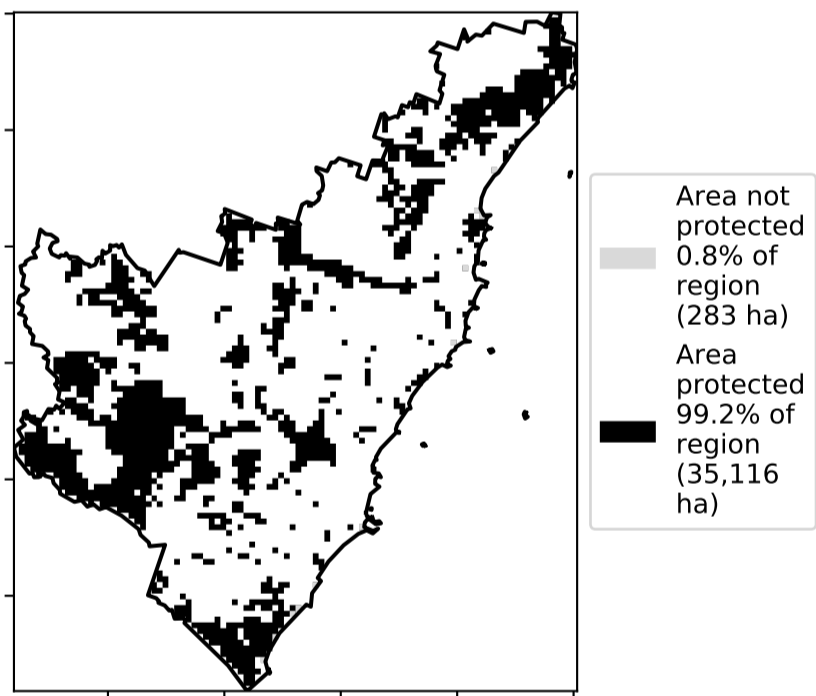 Area not
protected
0.8% of
region
(283 ha)
Area
protected
99.2% of
region
(35,116
ha)